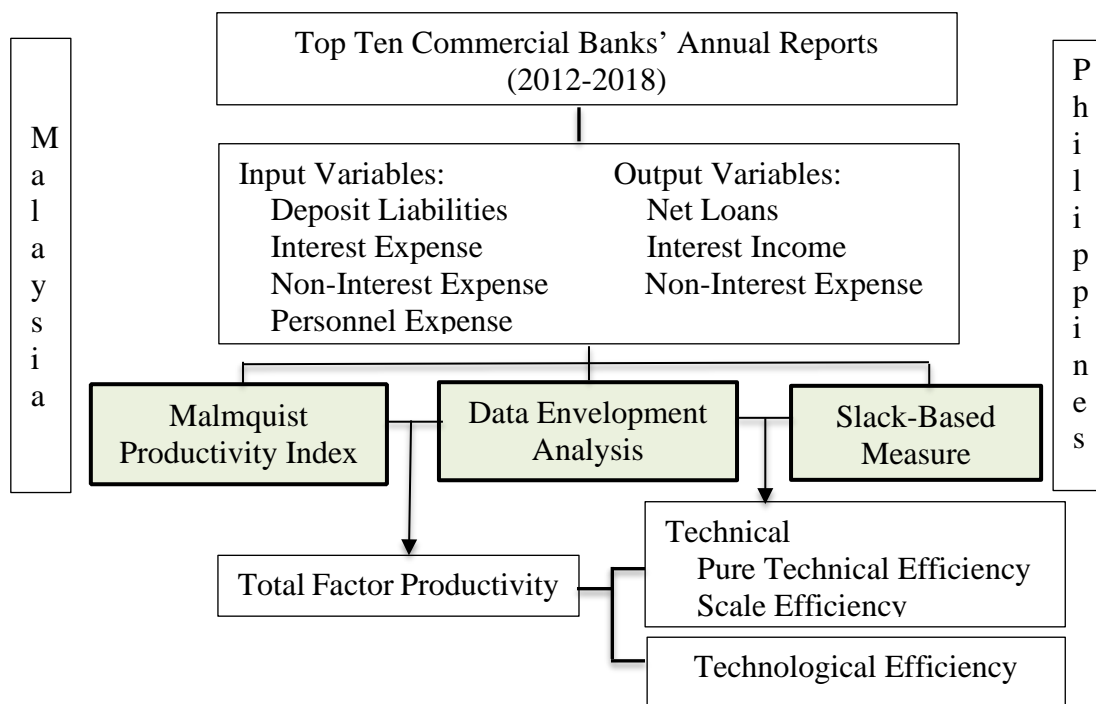 Top Ten Commercial Banks’ Annual Reports
(2012-2018)
Malaysia
Philippines
Input Variables:
Deposit Liabilities
Interest Expense
Non-Interest Expense
Personnel Expense
Output Variables:
Net Loans
Interest Income
Non-Interest Expense
Malmquist
Productivity Index
Data Envelopment
Analysis
Slack-Based
Measure
Total Factor Productivity
Technical
Pure Technical Efficiency
Scale Efficiency
Technological Efficiency